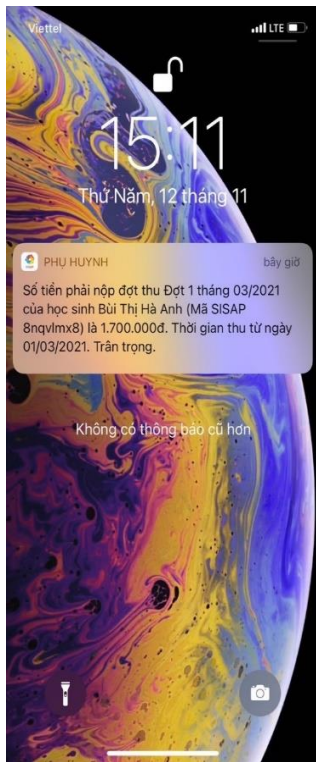 Viettel LTE
15:11
Thứ Năm, 12 tháng 11
PHỤ HUYNH bây giờ
Số tiền phải nộp đợt thu Đợt 1 tháng 03/2021
của học sinh Bùi Thị Hà Anh (Mã SISAP
8nqvlmx8) là 1.700.000đ. Thời gian thu từ ngày
01/03/2021. Trân trọng.
Không có thông báo cũ hơn